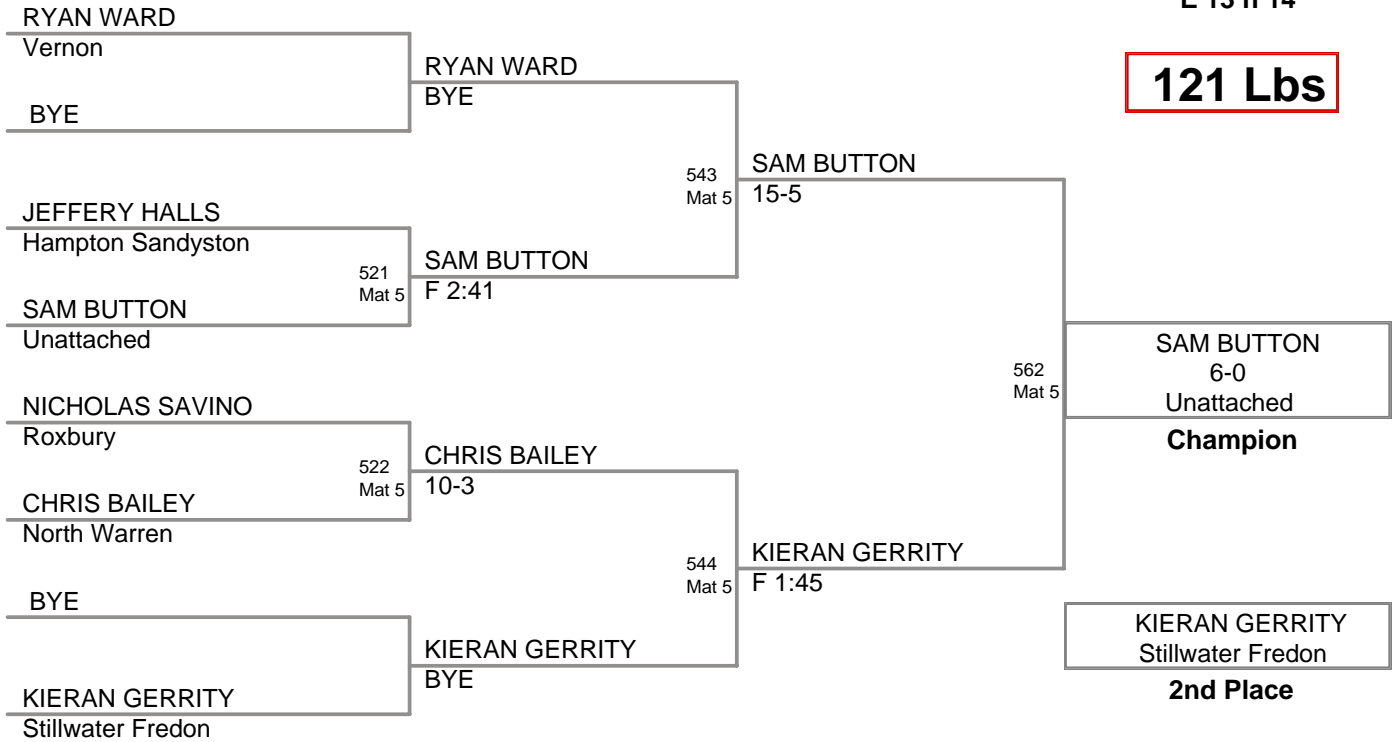 RYAN WARD
Vernon
BYE
JEFFERY HALLS
Hampton Sandyston
SAM BUTTON
Unattached
NICHOLAS SAVINO
Roxbury
CHRIS BAILEY
North Warren
BYE
KIERAN GERRITY
Stillwater Fredon
RYAN WARD
BYE
521
Mat 5
SAM BUTTON
F 2:41
522
Mat 5
CHRIS BAILEY
10-3
KIERAN GERRITY
BYE
543
Mat 5
SAM BUTTON
15-5
544
Mat 5
KIERAN GERRITY
F 1:45
121 Lbs
562
Mat 5
SAM BUTTON
6-0
Unattached
Champion
KIERAN GERRITY
Stillwater Fredon
2nd Place